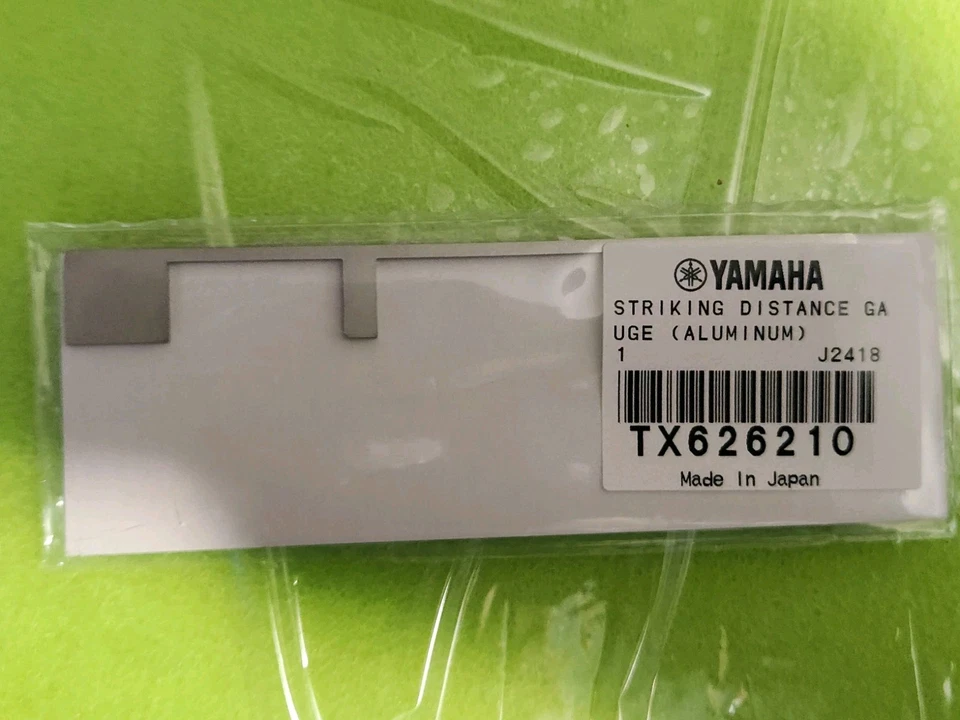 YAMAHA
STRIKING DISTANCE GA
UGE (ALUMINUM)
1 J2418
TX626210
Made In Japan